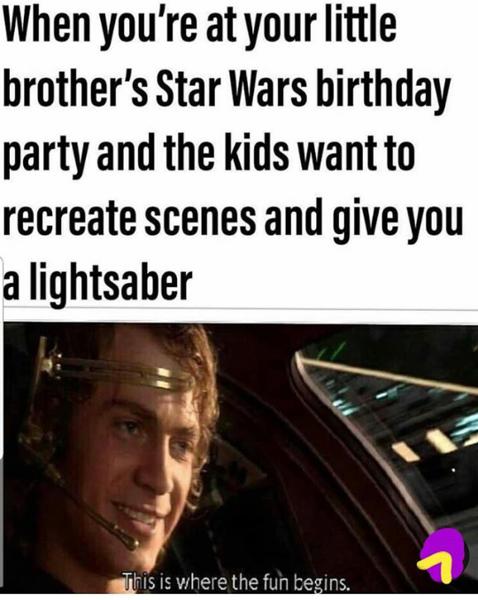 When you're at your little
brother's Star Wars birthday
party and the kids want to
recreate scenes and give you
a lightsaber
This is where the fun begins.